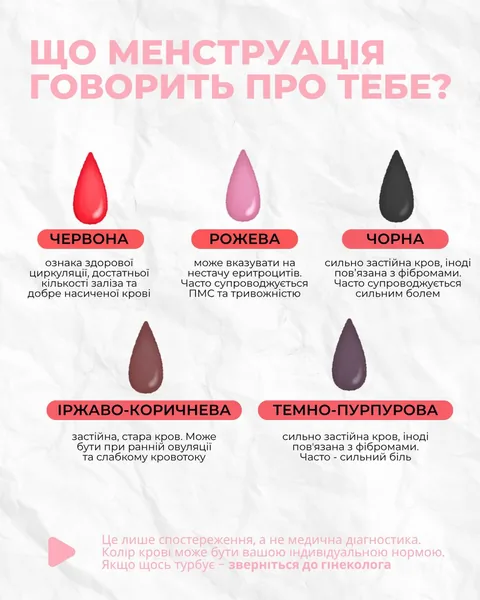 ЩО МЕНСТРУАЦІЯ
ГОВОРИТЬ ПРО ТЕБЕ?
ЧЕРВОНА
ознака здорової
циркуляції, достатньої
кількості заліза та
добре насиченої крові
РОЖЕВА
може вказувати на
нестачу еритроцитів.
Часто супроводжується
ПМС та тривожністю
ЧОРНА
сильно застійна кров, іноді
пов'язана з фібромами.
Часто супроводжується
сильним болем
ІРЖАВО-КОРИЧНЕВА
застійна, стара кров. Може
бути при ранній овуляції
та слабкому кровотоку
ТЕМНО-ПУРПУРОВА
сильно застійна кров, іноді
пов'язана з фібромами.
Часто - сильний біль
Це лише спостереження, а не медична діагностика.
Колір крові може бути вашою індивідуальною нормою.
Якщо щось турбує – зверніться до гінеколога